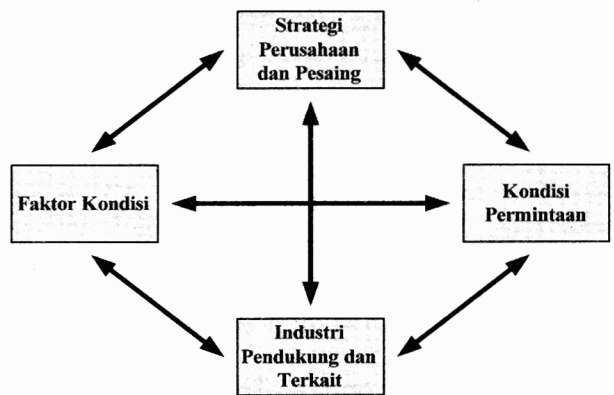 Strategi
Perusahaan
dan Pesaing
Faktor Kondisi
Kondisi
Permintaan
Industri
Pendukung dan
Terkait